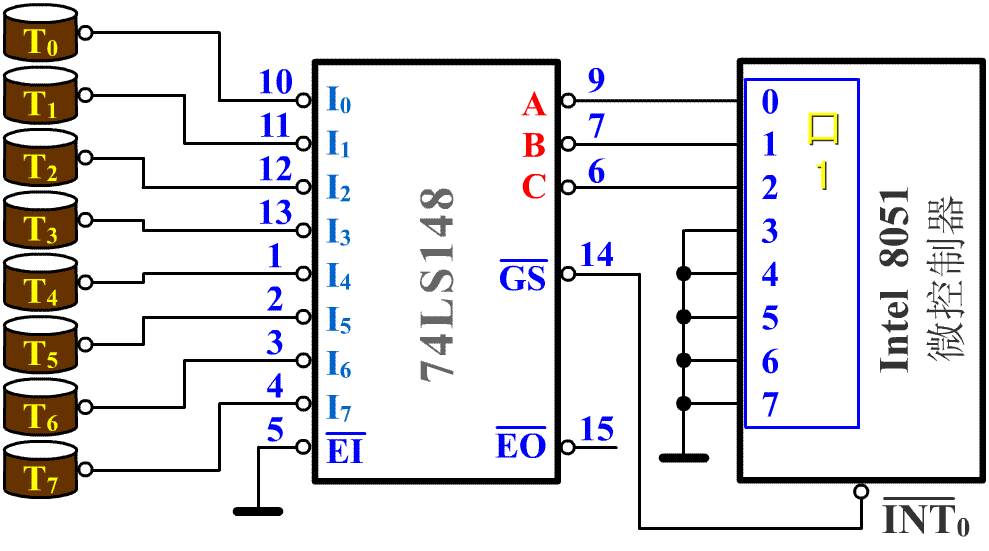 T0
T1
T2
T3
T4
T5
T6
T7
10
11
12
13
1
2
3
4
5
I0
I1
I2
I3
I4
I5
I6
I7
EI
74LS148
A
B
C
GS
EO
9
7
6
14
15
0
1
2
3
4
5
6
7
口
1
Intel 8051
微控制器
INT0